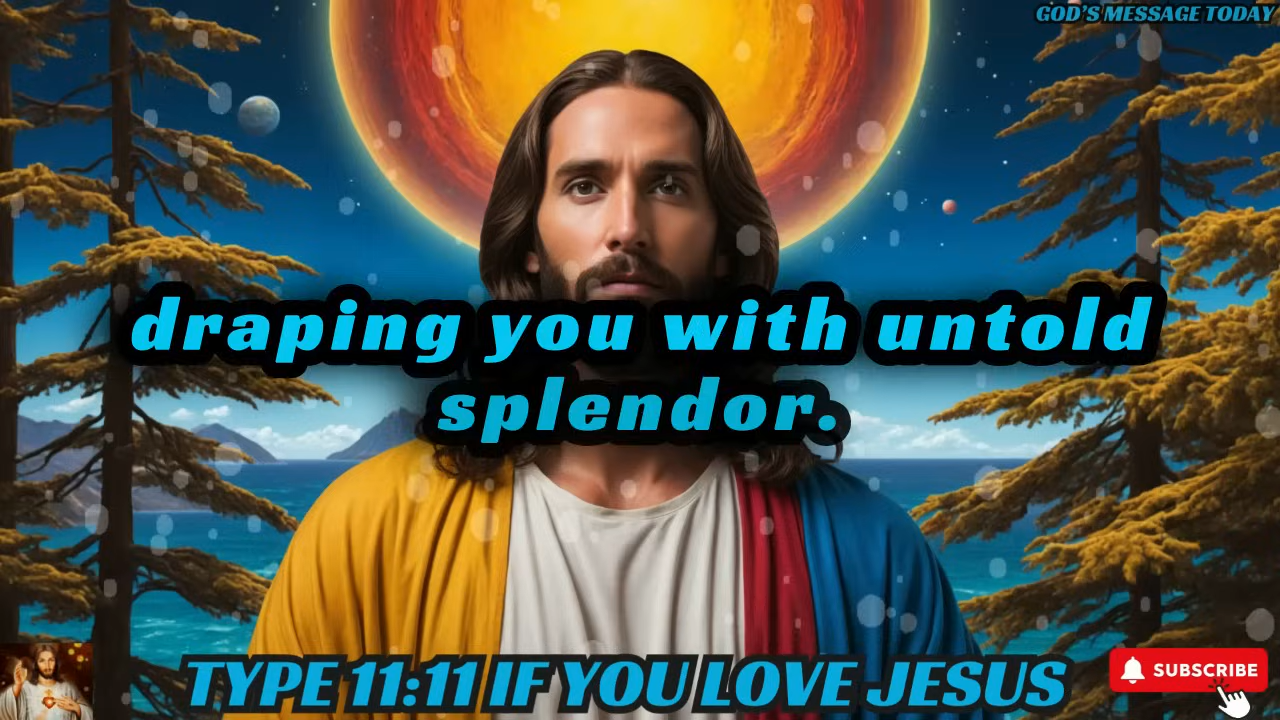 GOD'S MESSAGE TODAY
draping you with untold
splendor.
TYPE 11:11 IF YOU LOVE JESUS
SUBSCRIBE